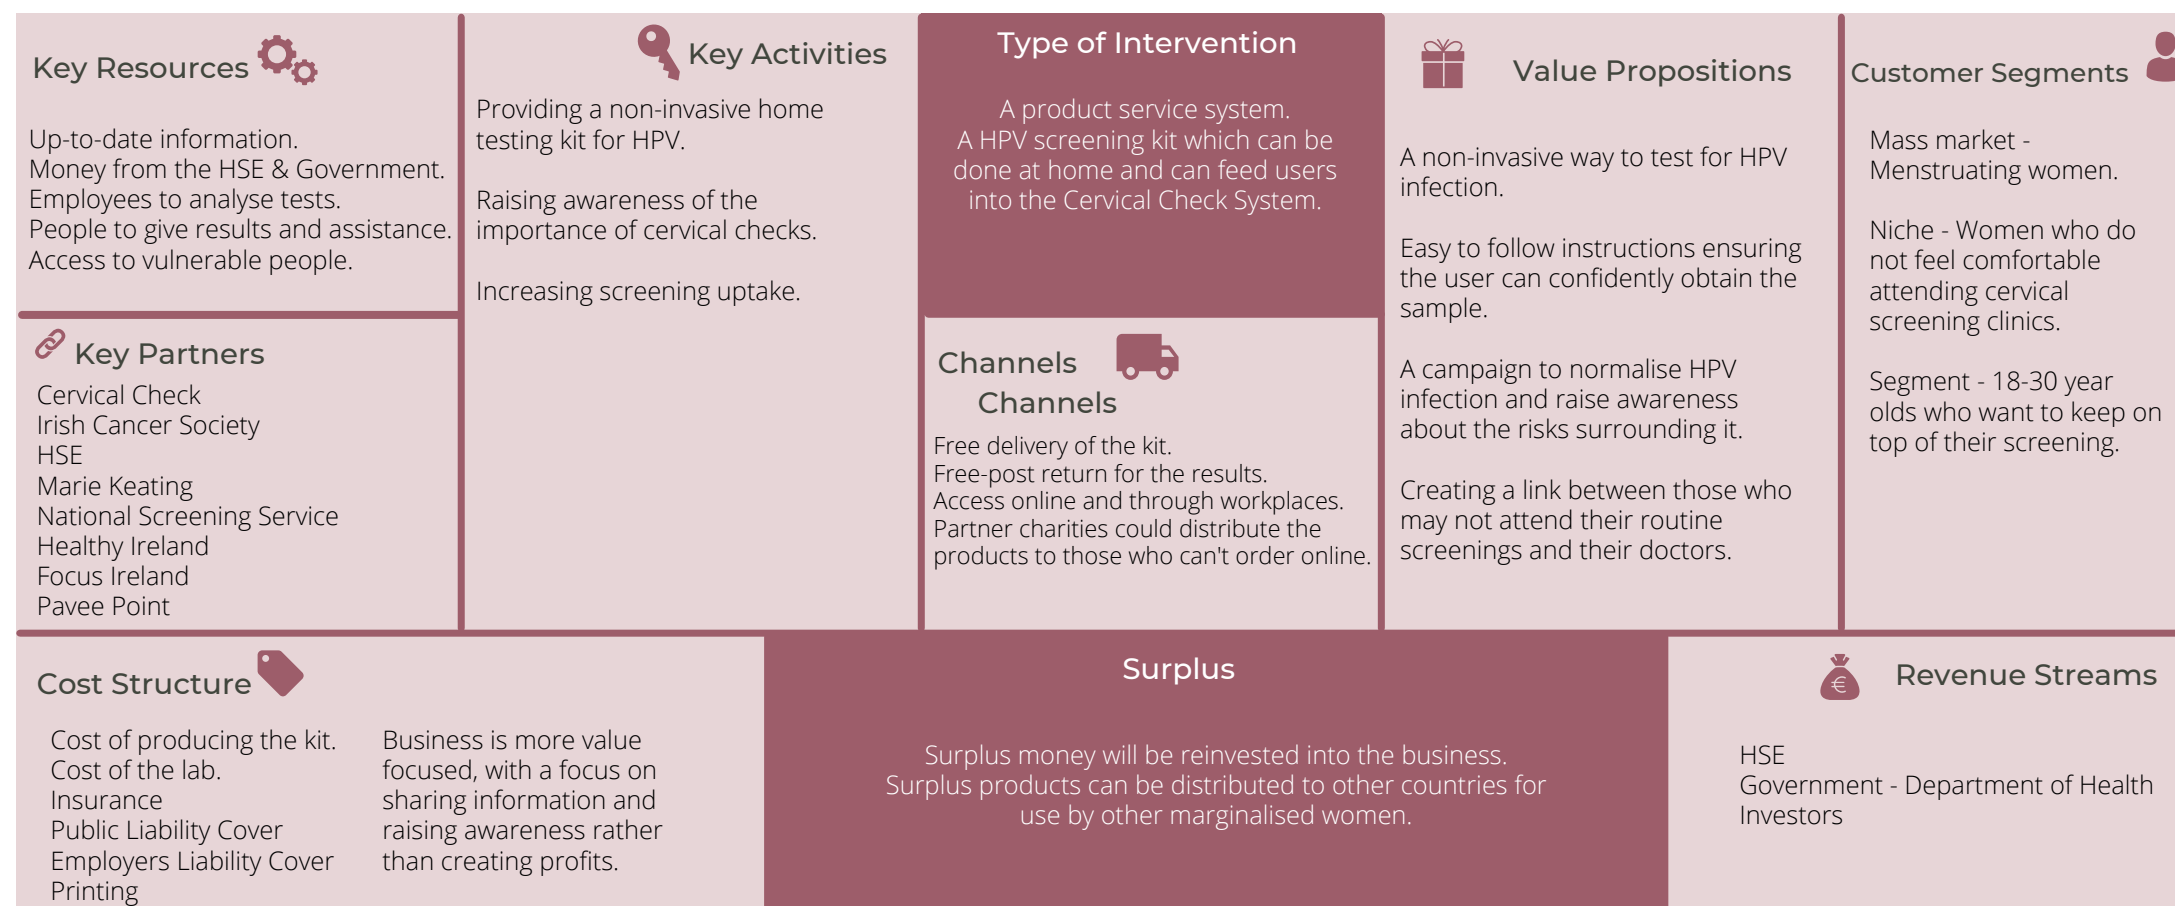 Key Resources
Up-to-date information.
Money from the HSE & Government.
Employees to analyse tests.
People to give results and assistance.
Access to vulnerable people.
Key Partners
Cervical Check
Irish Cancer Society
HSE
Marie Keating
National Screening Service
Healthy Ireland
Focus Ireland
Pavee Point
Key Activities
Providing a non-invasive home
testing kit for HPV.
Raising awareness of the
importance of cervical checks.
Increasing screening uptake.
Type of Intervention
A product service system.
A HPV screening kit which can be
done at home and can feed users
into the Cervical Check System.
Channels
Channels
Free delivery of the kit.
Free-post return for the results.
Access online and through workplaces.
Partner charities could distribute the
products to those who can't order online.
Value Propositions
A non-invasive way to test for HPV
infection.
Easy to follow instructions ensuring
the user can confidently obtain the
sample.
A campaign to normalise HPV
infection and raise awareness
about the risks surrounding it.
Creating a link between those who
may not attend their routine
screenings and their doctors.
Customer Segments
Mass market -
Menstruating women.
Niche - Women who do
not feel comfortable
attending cervical
screening clinics.
Segment - 18-30 year
olds who want to keep on
top of their screening.
Cost Structure
Cost of producing the kit.
Cost of the lab.
Insurance
Public Liability Cover
Employers Liability Cover
Printing
Business is more value
focused, with a focus on
sharing information and
raising awareness rather
than creating profits.
Surplus
Surplus money will be reinvested into the business.
Surplus products can be distributed to other countries for
use by other marginalised women.
€
Revenue Streams
HSE
Government - Department of Health
Investors